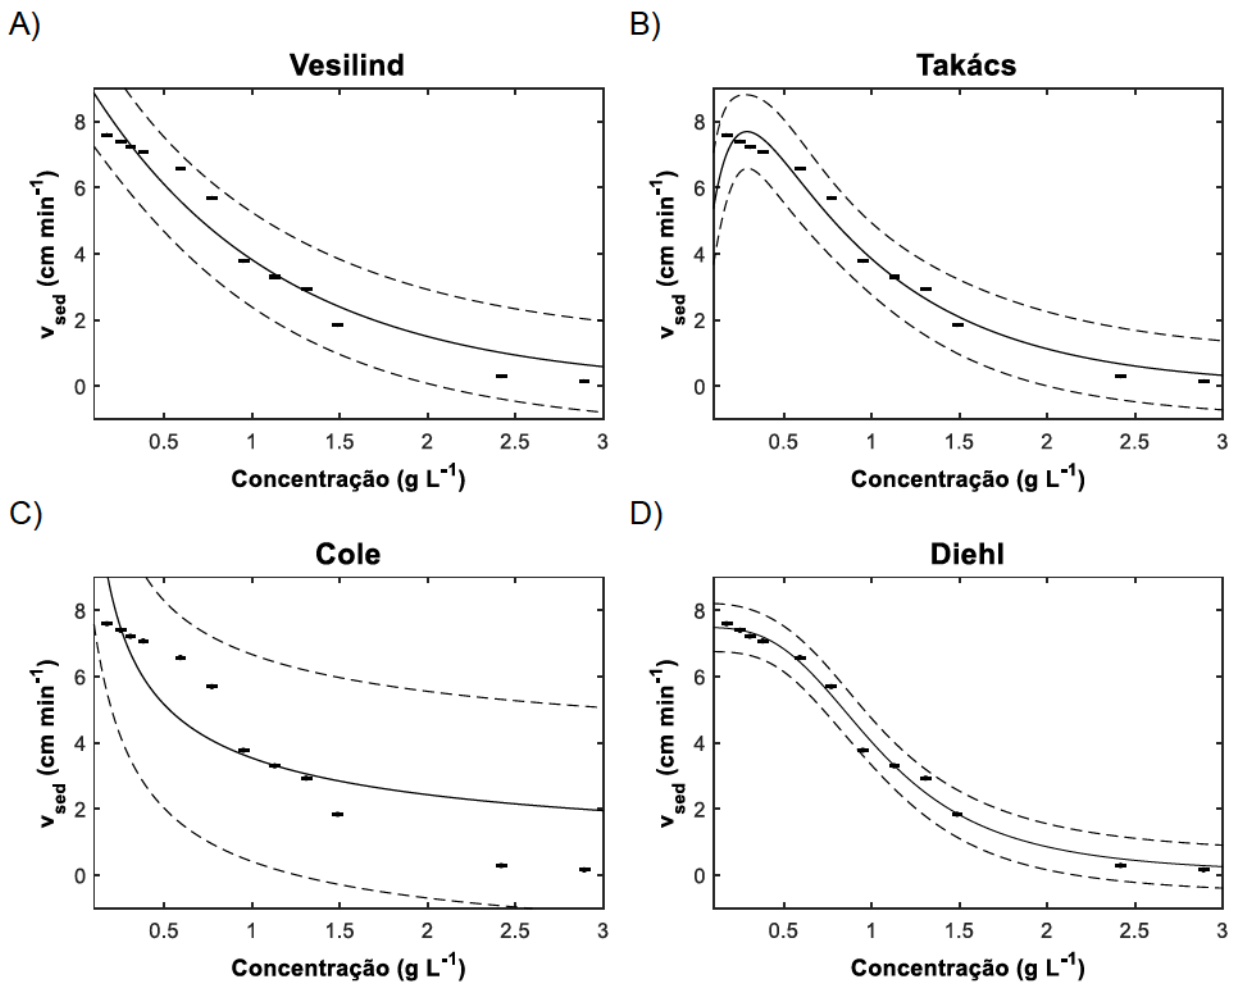 A)
Vesilind
8
6
4
2
0
v_sed (cm min⁻¹)
0.5 1 1.5 2 2.5 3
Concentração (g L⁻¹)
B)
Takács
8
6
4
2
0
v_sed (cm min⁻¹)
0.5 1 1.5 2 2.5 3
Concentração (g L⁻¹)
C)
Cole
8
6
4
2
0
v_sed (cm min⁻¹)
0.5 1 1.5 2 2.5 3
Concentração (g L⁻¹)
D)
Diehl
8
6
4
2
0
v_sed (cm min⁻¹)
0.5 1 1.5 2 2.5 3
Concentração (g L⁻¹)